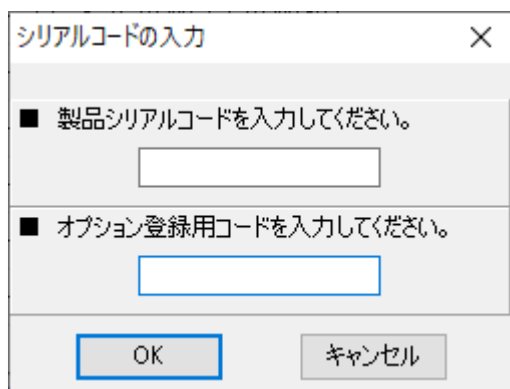 シリアルコードの入力
■ 製品シリアルコードを入力してください。
■ オプション登録用コードを入力してください。
OK
キャンセル